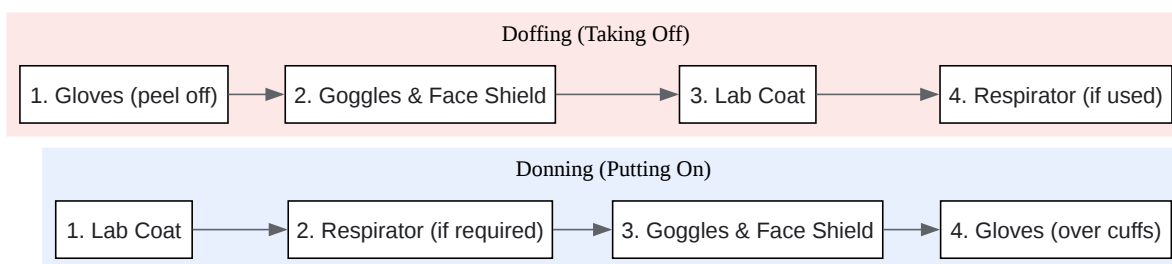 Doffing (Taking Off)
1. Gloves (peel off)
2. Goggles & Face Shield
3. Lab Coat
4. Respirator (if used)
Donning (Putting On)
1. Lab Coat
2. Respirator (if required)
3. Goggles & Face Shield
4. Gloves (over cuffs)